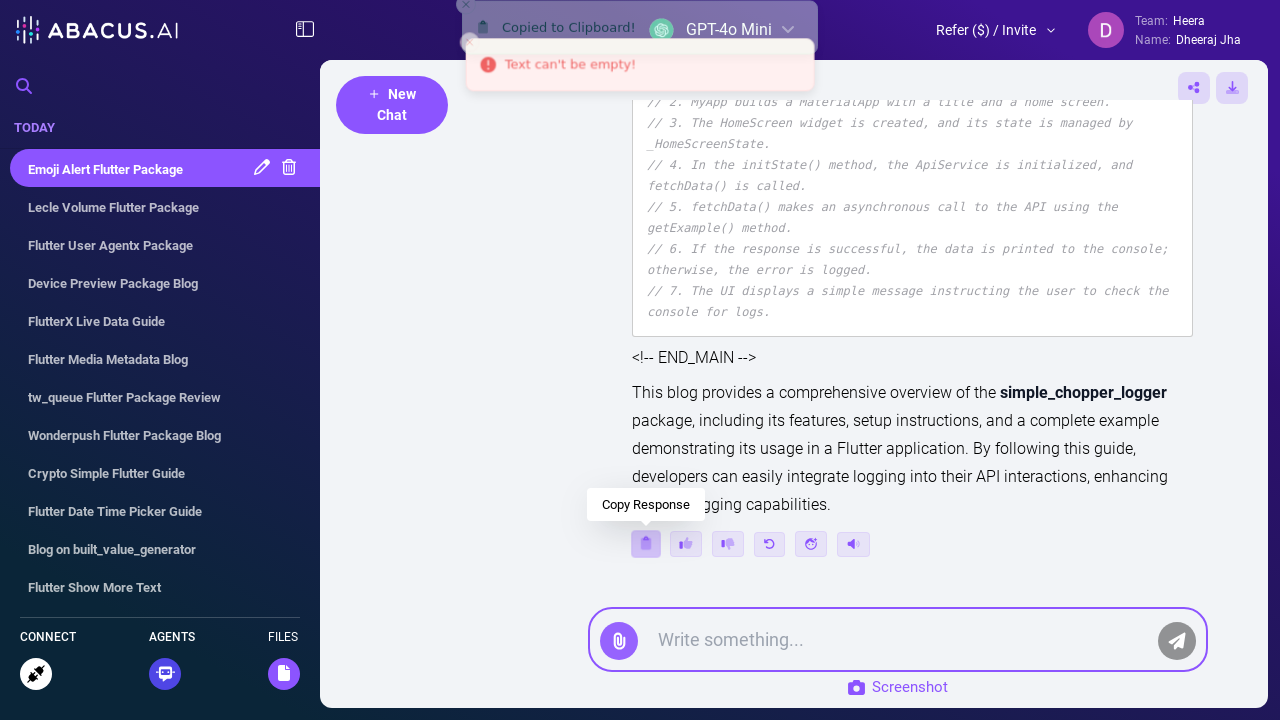 ABACUS.AI
Copied to Clipboard!
GPT-4o Mini
Text can't be empty!
Refer ($) / Invite
D
Team: Heera
Name: Dheeraj Jha
TODAY
Emoji Alert Flutter Package
Lecle Volume Flutter Package
Flutter User Agentx Package
Device Preview Package Blog
FlutterX Live Data Guide
Flutter Media Metadata Blog
tw_queue Flutter Package Review
Wonderpush Flutter Package Blog
Crypto Simple Flutter Guide
Flutter Date Time Picker Guide
Blog on built_value_generator
Flutter Show More Text
CONNECT
AGENTS
FILES
+ New
Chat
// 2. MyApp builds a MaterialApp with a title and a home screen.
// 3. The HomeScreen widget is created, and its state is managed by
_HomeScreenState.
// 4. In the initState() method, the ApiService is initialized, and
fetchData() is called.
// 5. fetchData() makes an asynchronous call to the API using the
getExample() method.
// 6. If the response is successful, the data is printed to the console;
otherwise, the error is logged.
// 7. The UI displays a simple message instructing the user to check the
console for logs.
<!-- END_MAIN -->
This blog provides a comprehensive overview of the simple_chopper_logger
package, including its features, setup instructions, and a complete example
demonstrating its usage in a Flutter application. By following this guide,
developers can easily integrate logging into their API interactions, enhancing
capabilities.
Copy Response
Write something...
Screenshot